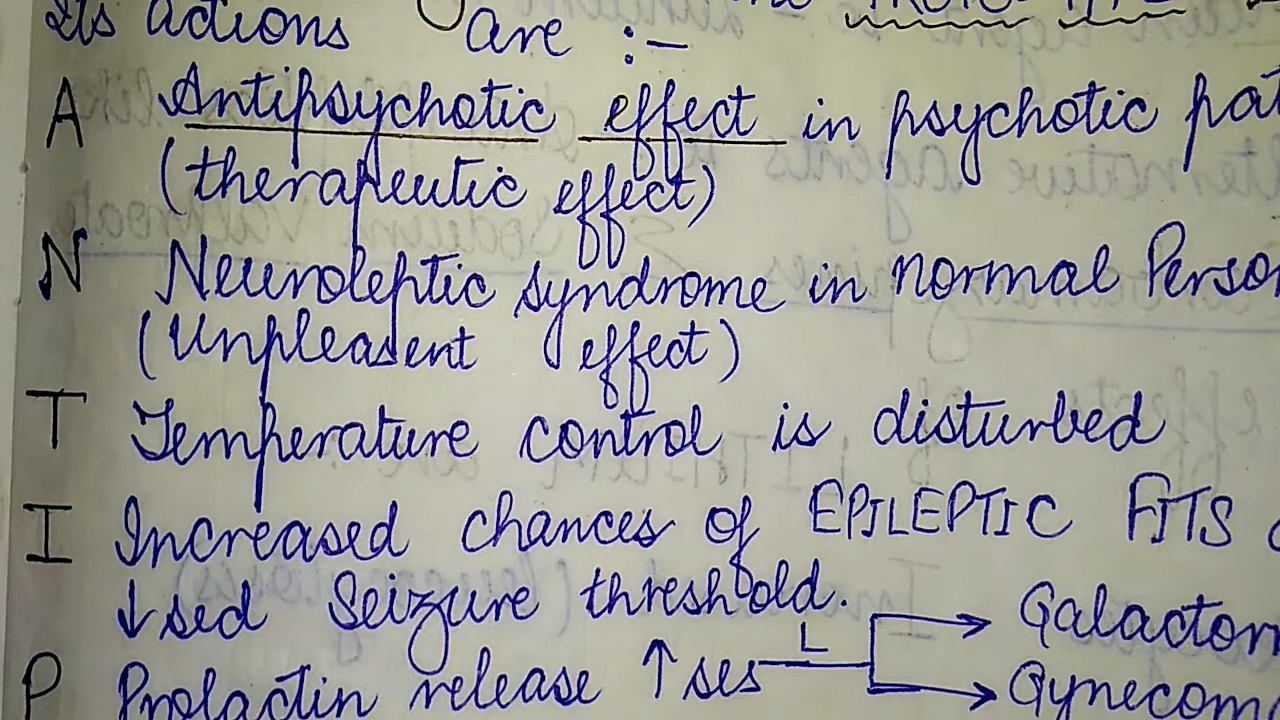 Its actions are :-
A Antipsychotic effect in psychotic pat
(therapeutic effect)
N Neuroleptic syndrome in normal Person
(Unpleasent effect)
T Temperature control is disturbed
I Increased chances of EPILEPTIC FITS
↓sed Seizure threshold.
Galactorr
P Prolactin release ↑ses
Gynecoma